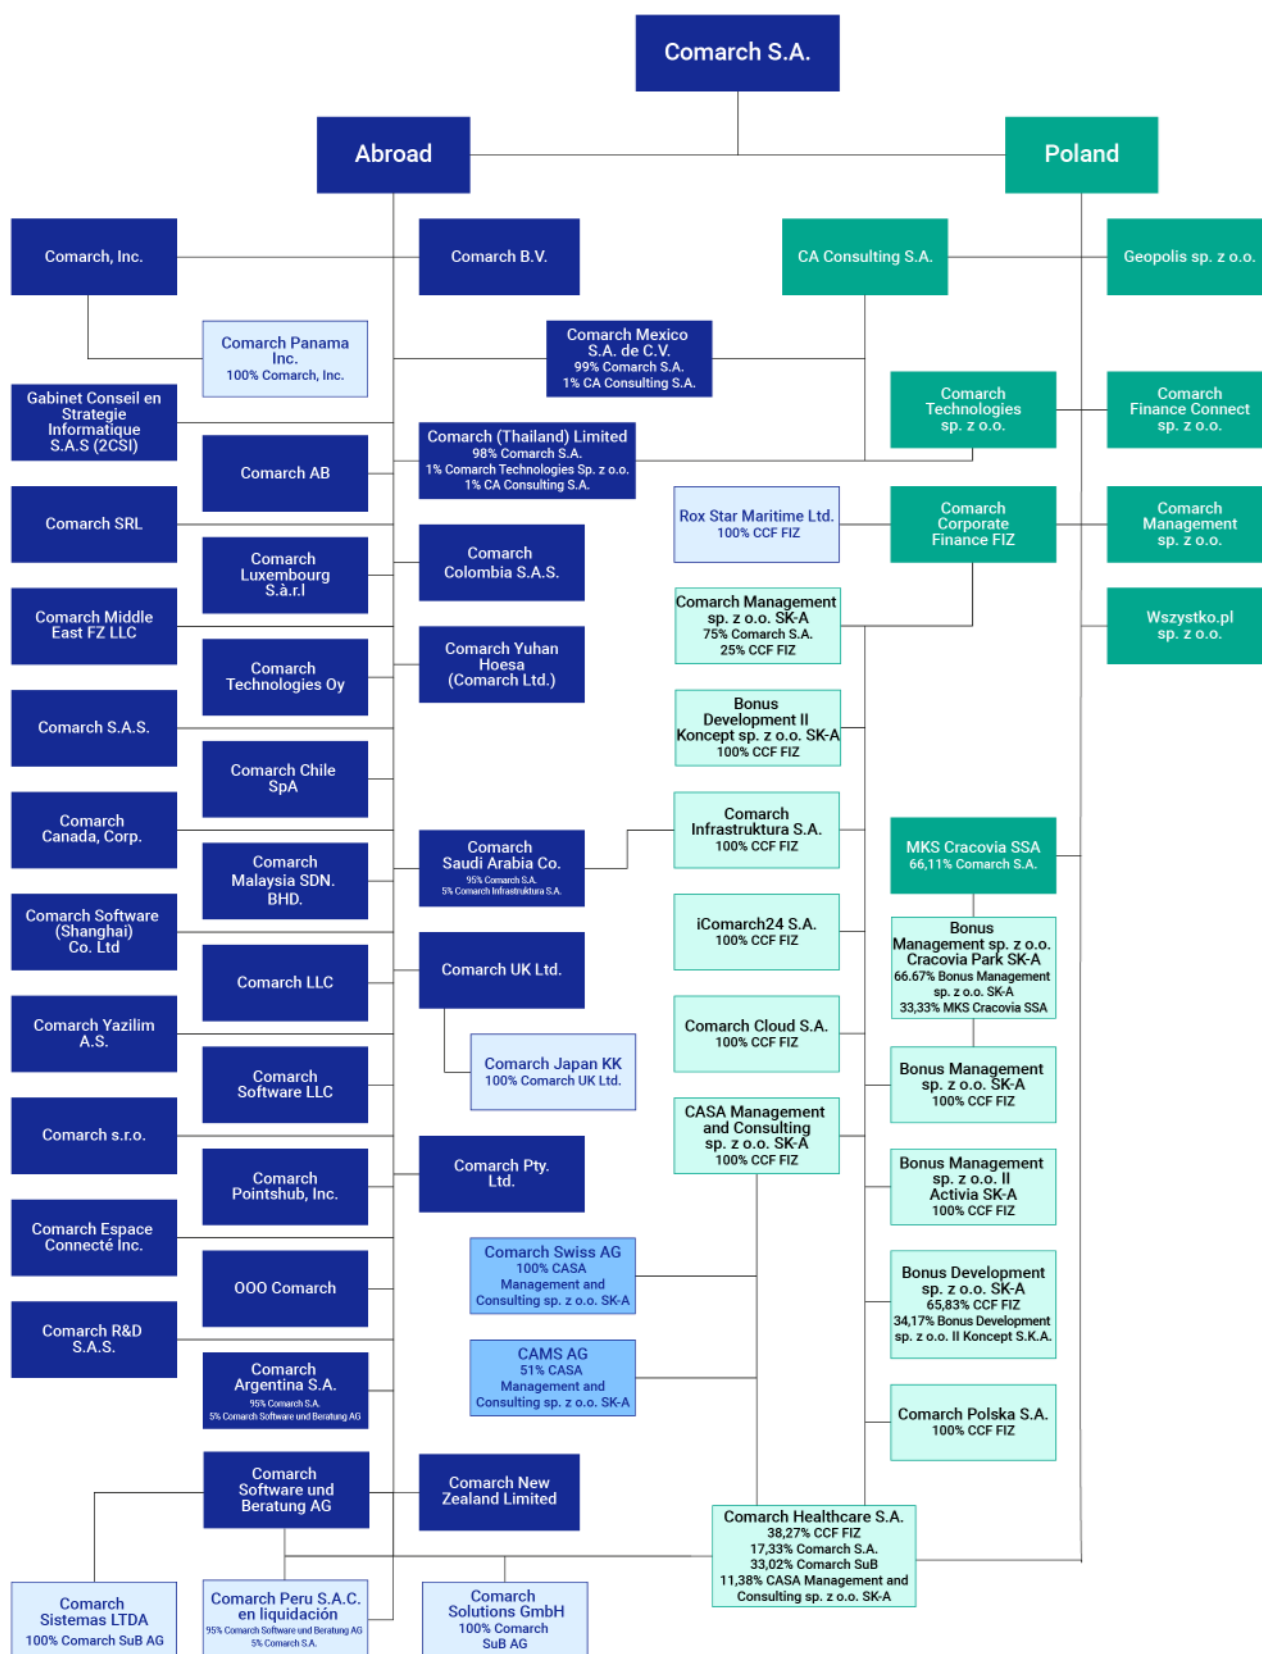 Comarch S.A.
Abroad
Poland
Comarch, Inc.
Comarch B.V.
CA Consulting S.A.
Geopolis sp. z o.o.
Comarch Panama
Inc.
100% Comarch, Inc.
Comarch Mexico
S.A. de C.V.
99% Comarch S.A.
1% CA Consulting S.A.
Gabinet Conseil en
Strategie
Informatique
S.A.S (2CSI)
Comarch
Technologies
sp. z o.o.
Comarch
Finance Connect
sp. z o.o.
Comarch AB
Comarch (Thailand) Limited
98% Comarch S.A.
1% Comarch Technologies Sp. z o.o.
1% CA Consulting S.A.
Comarch SRL
Rox Star Maritime Ltd.
100% CCF FIZ
Comarch
Corporate
Finance FIZ
Comarch
Management
sp. z o.o.
Comarch
Luxembourg
S.à.r.l
Comarch
Colombia S.A.S.
Comarch Middle
East FZ LLC
Comarch Management
sp. z o.o. SK-A
75% Comarch S.A.
25% CCF FIZ
Wszystko.pl
sp. z o.o.
Comarch
Technologies Oy
Comarch Yuhan
Hoesa
(Comarch Ltd.)
Comarch S.A.S.
Bonus
Development II
Koncept sp. z o.o. SK-A
100% CCF FIZ
Comarch Chile
SpA
Comarch
Canada, Corp.
Comarch
Infrastruktura S.A.
100% CCF FIZ
Comarch
Malaysia SDN.
BHD.
Comarch
Saudi Arabia Co.
95% Comarch S.A.
5% Comarch Infrastruktura S.A.
MKS Cracovia SSA
66,11% Comarch S.A.
Comarch Software
(Shanghai)
Co. Ltd
iComarch24 S.A.
100% CCF FIZ
Bonus
Management sp. z o.o.
Cracovia Park SK-A
66.67% Bonus Management
sp. z o.o. SK-A
33,33% MKS Cracovia SSA
Comarch LLC
Comarch UK Ltd.
Comarch Yazilim
A.S.
Comarch Cloud S.A.
100% CCF FIZ
Comarch
Software LLC
Comarch Japan KK
100% Comarch UK Ltd.
Bonus Management
sp. z o.o. SK-A
100% CCF FIZ
Comarch s.r.o.
CASA Management
and Consulting
sp. z o.o. SK-A
100% CCF FIZ
Comarch
Pointshub, Inc.
Comarch Pty.
Ltd.
Bonus Management
sp. z o.o. II
Activia SK-A
100% CCF FIZ
Comarch Espace
Connecté Inc.
Comarch Swiss AG
100% CASA
Management and
Consulting sp. z o.o. SK-A
OOO Comarch
Bonus Development
sp. z o.o. SK-A
65,83% CCF FIZ
34,17% Bonus Development
sp. z o.o. II Koncept S.K.A.
Comarch R&D
S.A.S.
CAMS AG
51% CASA
Management and
Consulting sp. z o.o. SK-A
Comarch
Argentina S.A.
95% Comarch S.A.
5% Comarch Software und Beratung AG
Comarch Polska S.A.
100% CCF FIZ
Comarch
Software und
Beratung AG
Comarch New
Zealand Limited
Comarch Healthcare S.A.
38,27% CCF FIZ
17,33% Comarch S.A.
33,02% Comarch SuB
11,38% CASA Management and
Consulting sp. z o.o. SK-A
Comarch
Sistemas LTDA
100% Comarch SuB AG
Comarch Peru S.A.C.
en liquidación
95% Comarch Software und Beratung AG
5% Comarch S.A.
Comarch
Solutions GmbH
100% Comarch
SuB AG